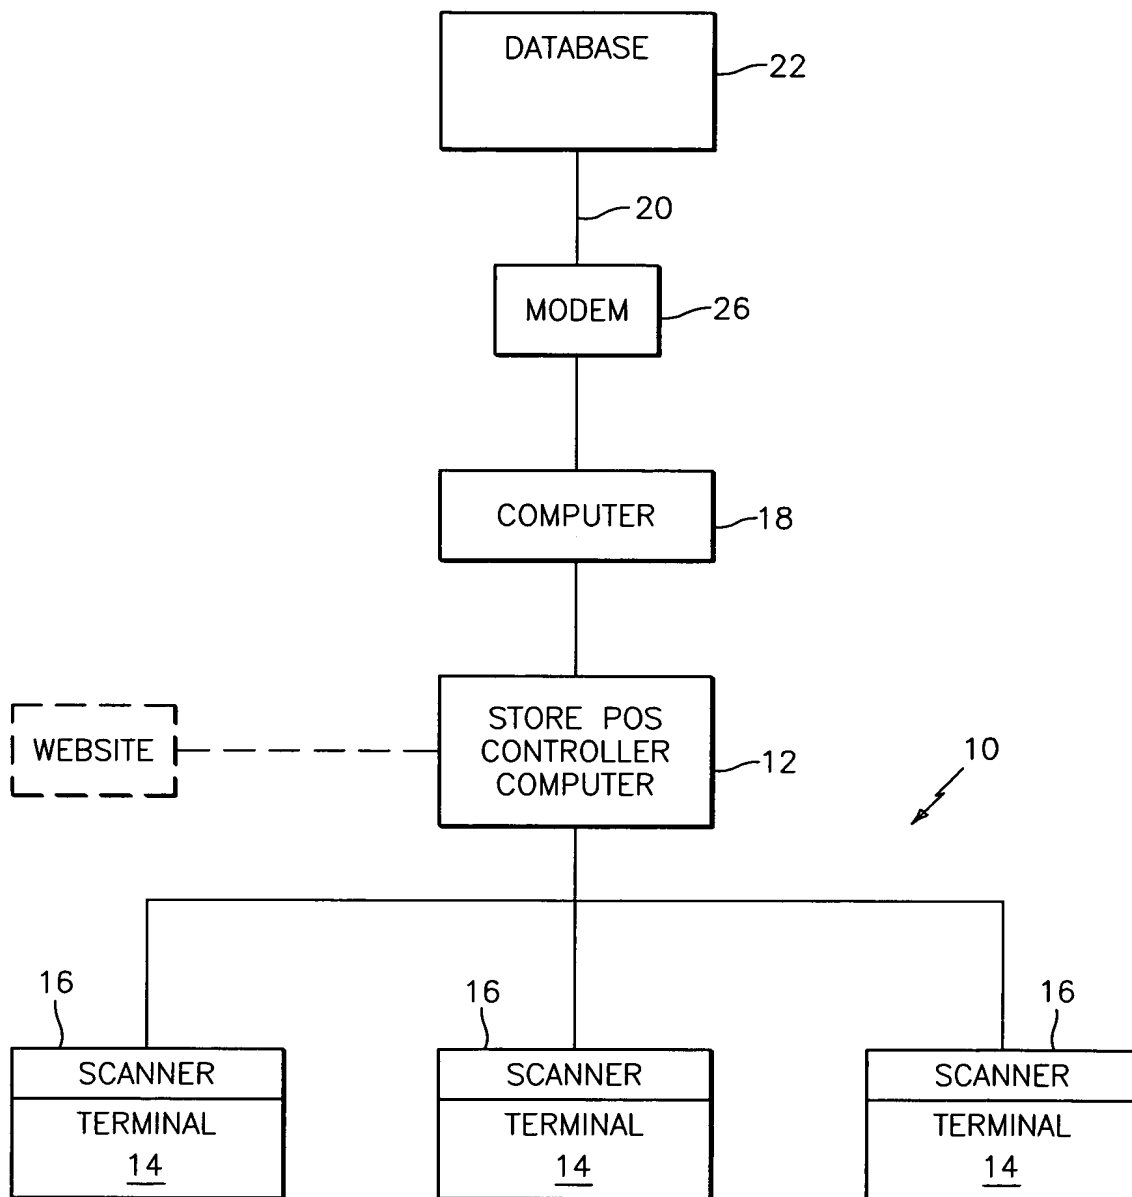 DATABASE
22
20
MODEM
26
COMPUTER
18
STORE POS
CONTROLLER
COMPUTER
12
WEBSITE
10
16
16
16
SCANNER
SCANNER
SCANNER
TERMINAL
TERMINAL
TERMINAL
14
14
14